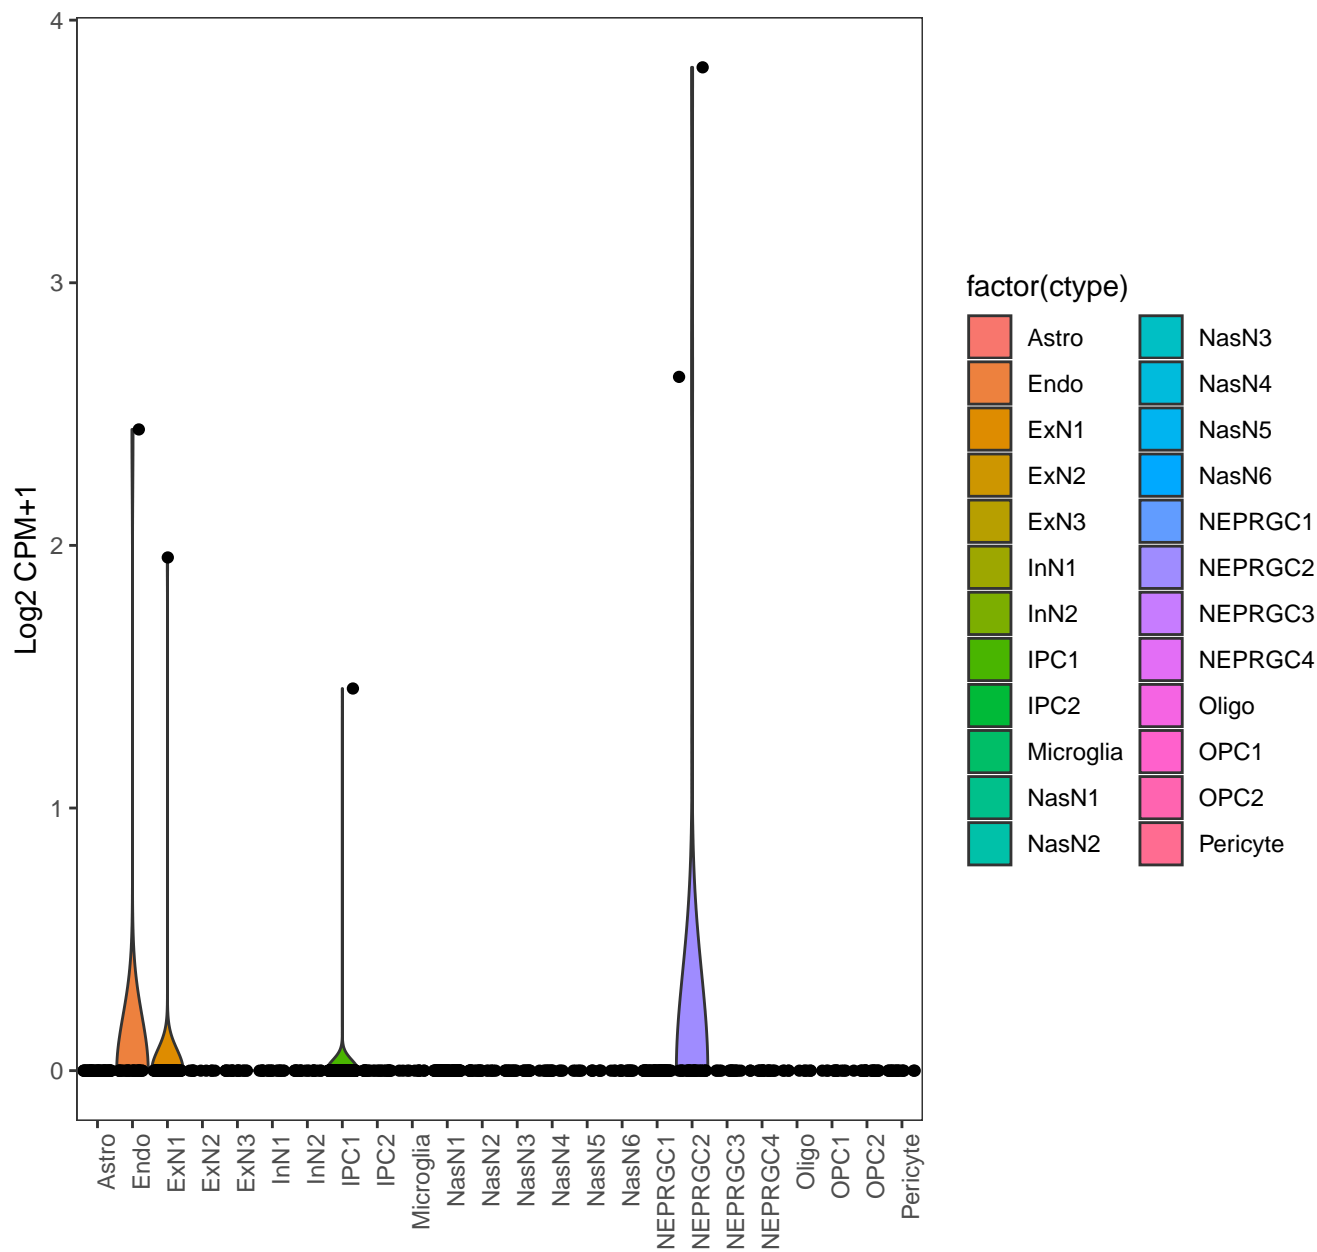 4
3
2
1
0
Log2 CPM+1
Astro
Endo
ExN1
ExN2
ExN3
InN1
InN2
IPC1
IPC2
Microglia
NasN1
NasN2
NasN3
NasN4
NasN5
NasN6
NEPRGC1
NEPRGC2
NEPRGC3
NEPRGC4
Oligo
OPC1
OPC2
Pericyte
factor(ctype)
Astro
Endo
ExN1
ExN2
ExN3
InN1
InN2
IPC1
IPC2
Microglia
NasN1
NasN2
NasN3
NasN4
NasN5
NasN6
NEPRGC1
NEPRGC2
NEPRGC3
NEPRGC4
Oligo
OPC1
OPC2
Pericyte